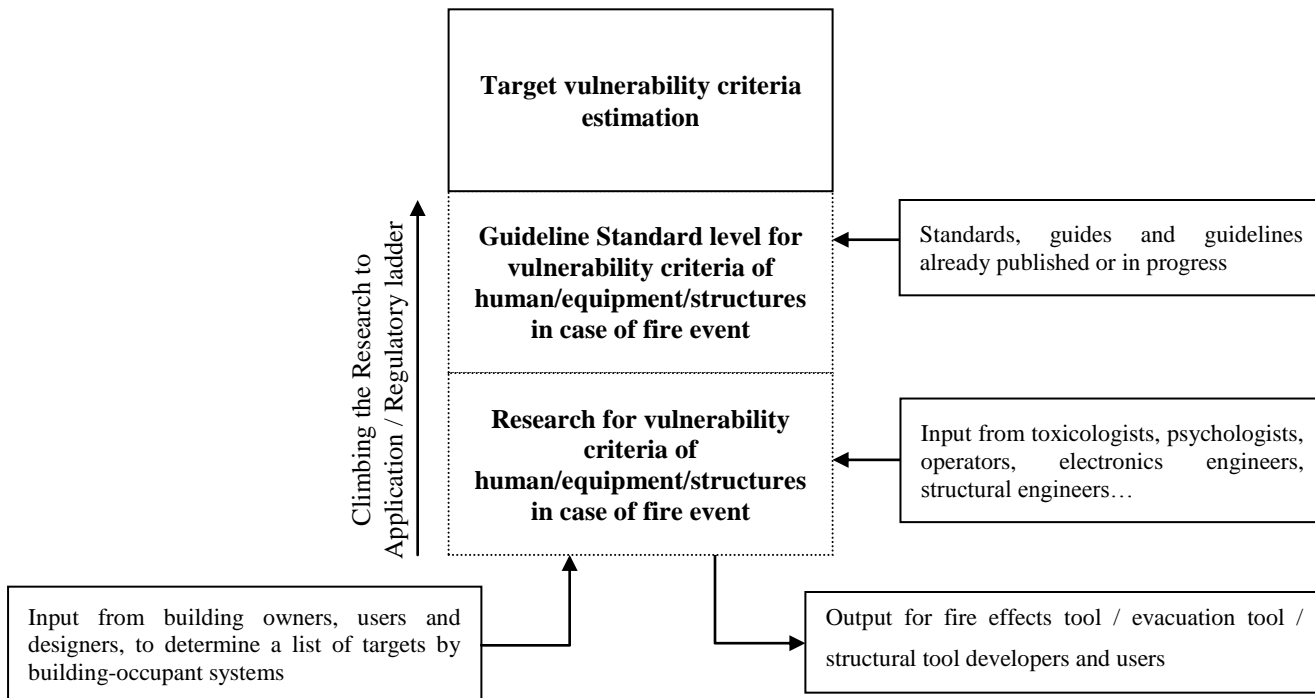 Target vulnerability criteria
estimation
Guideline Standard level for
vulnerability criteria of
human/equipment/structures
in case of fire event
Standards, guides and guidelines
already published or in progress
Climbing the Research to
Application / Regulatory ladder
Research for vulnerability
criteria of
human/equipment/structures
in case of fire event
Input from toxicologists, psychologists,
operators, electronics engineers,
structural engineers…
Input from building owners, users and
designers, to determine a list of targets by
building-occupant systems
Output for fire effects tool / evacuation tool /
structural tool developers and users